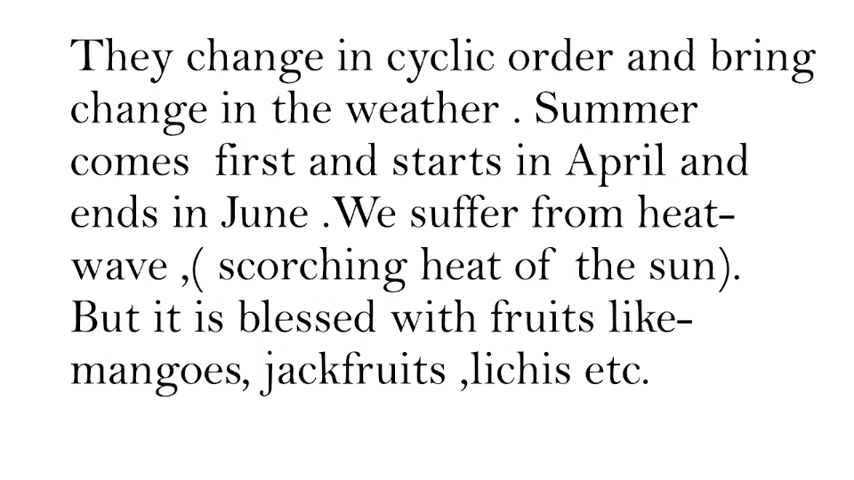 They change in cyclic order and bring
change in the weather . Summer
comes  first and starts in April and
ends in June .We suffer from heat-
wave ,( scorching heat of  the sun).
But it is blessed with fruits like-
mangoes, jackfruits ,lichis etc.